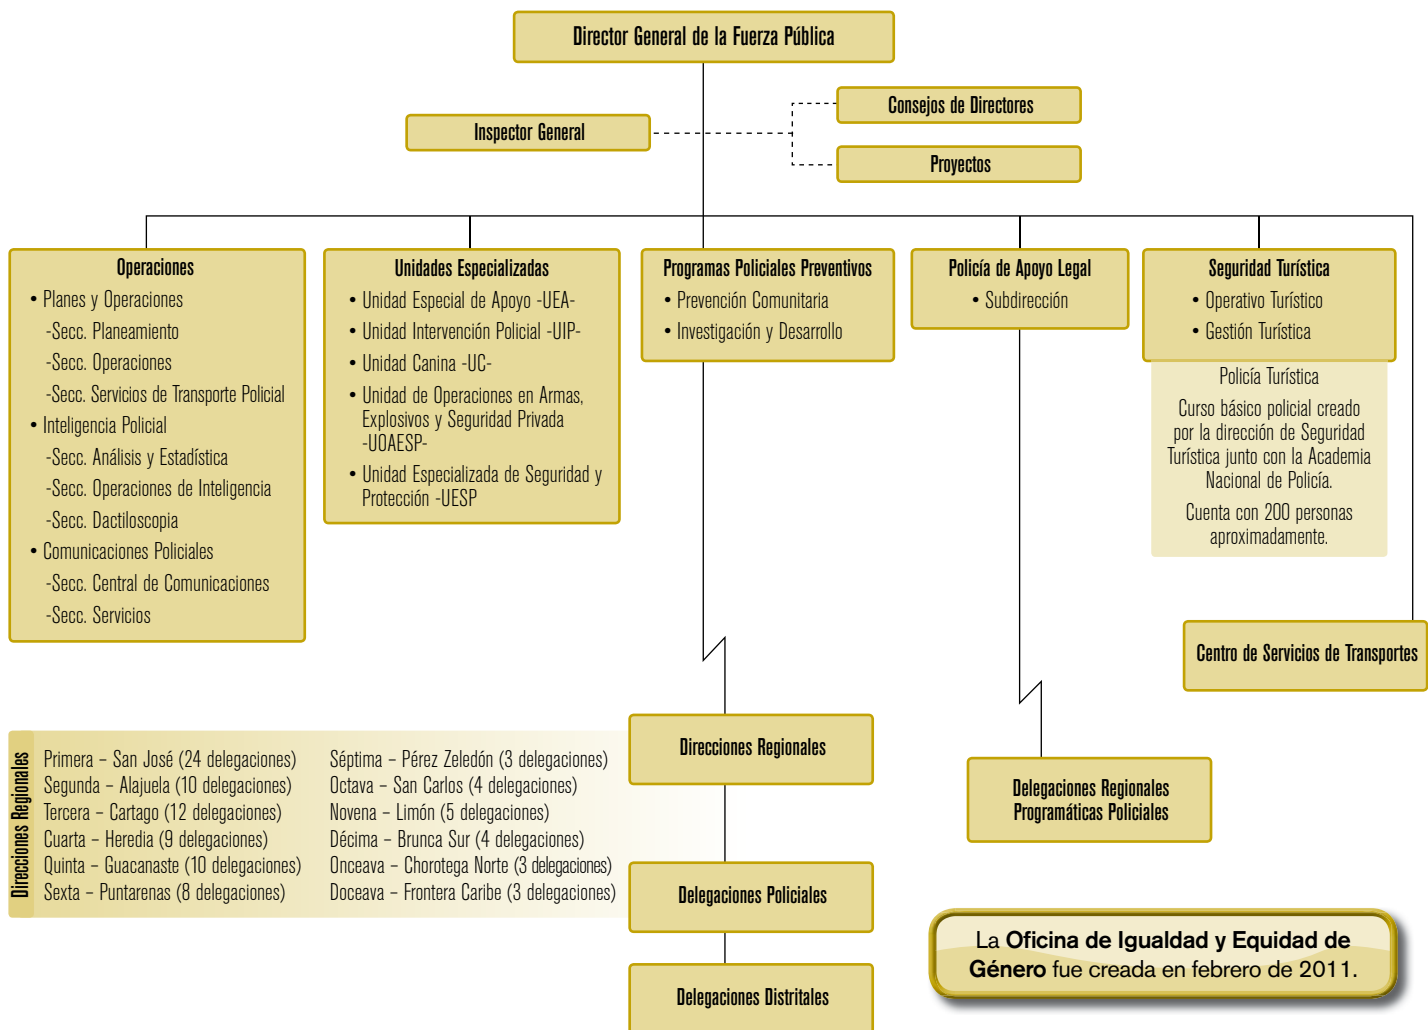 Director General de la Fuerza Pública
Consejos de Directores
Inspector General
Proyectos
Operaciones
• Planes y Operaciones
-Secc. Planeamiento
-Secc. Operaciones
-Secc. Servicios de Transporte Policial
• Inteligencia Policial
-Secc. Análisis y Estadística
-Secc. Operaciones de Inteligencia
-Secc. Dactiloscopia
• Comunicaciones Policiales
-Secc. Central de Comunicaciones
-Secc. Servicios
Unidades Especializadas
• Unidad Especial de Apoyo -UEA-
• Unidad Intervención Policial -UIP-
• Unidad Canina -UC-
• Unidad de Operaciones en Armas,
Explosivos y Seguridad Privada
-UOAESP-
• Unidad Especializada de Seguridad y
Protección -UESP
Programas Policiales Preventivos
• Prevención Comunitaria
• Investigación y Desarrollo
Policía de Apoyo Legal
• Subdirección
Seguridad Turística
• Operativo Turístico
• Gestión Turística
Policía Turística
Curso básico policial creado
por la dirección de Seguridad
Turística junto con la Academia
Nacional de Policía.
Cuenta con 200 personas
aproximadamente.
Centro de Servicios de Transportes
Direcciones Regionales
Primera – San José (24 delegaciones)
Segunda – Alajuela (10 delegaciones)
Tercera – Cartago (12 delegaciones)
Cuarta – Heredia (9 delegaciones)
Quinta – Guacanaste (10 delegaciones)
Sexta – Puntarenas (8 delegaciones)
Séptima – Pérez Zeledón (3 delegaciones)
Octava – San Carlos (4 delegaciones)
Novena – Limón (5 delegaciones)
Décima – Brunca Sur (4 delegaciones)
Onceava – Chorotega Norte (3 delegaciones)
Doceava – Frontera Caribe (3 delegaciones)
Direcciones Regionales
Delegaciones Policiales
Delegaciones Distritales
Delegaciones Regionales
Programáticas Policiales
La Oficina de Igualdad y Equidad de
Género fue creada en febrero de 2011.